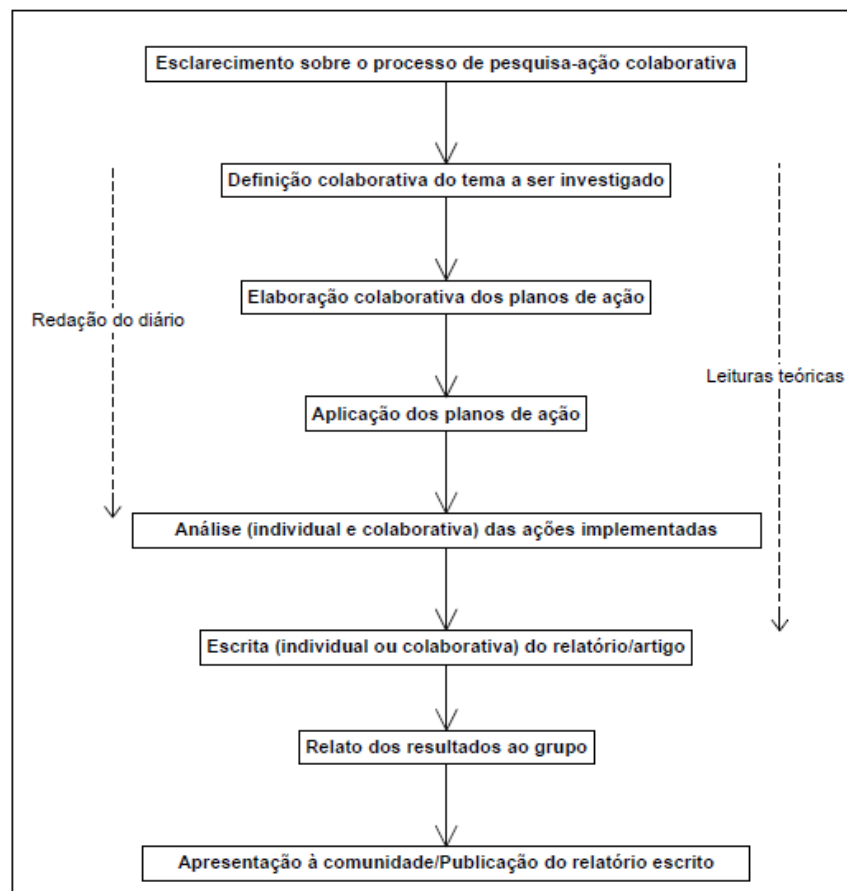 Esclarecimento sobre o processo de pesquisa-ação colaborativa
Definição colaborativa do tema a ser investigado
Elaboração colaborativa dos planos de ação
Redação do diário
Leituras teóricas
Aplicação dos planos de ação
Análise (individual e colaborativa) das ações implementadas
Escrita (individual ou colaborativa) do relatório/artigo
Relato dos resultados ao grupo
Apresentação à comunidade/Publicação do relatório escrito